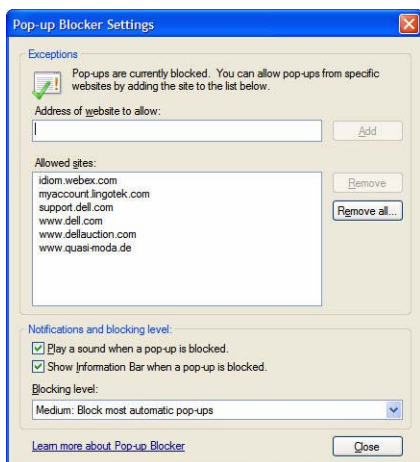 Pop-up Blocker Settings
Exceptions
Pop-ups are currently blocked. You can allow pop-ups from specific
websites by adding the site to the list below.
Address of website to allow:
Add
Allowed sites:
idiom.webex.com
myaccount.lingotek.com
support.dell.com
www.dell.com
www.dellauction.com
www.quasi-moda.de
Remove
Remove all...
Notifications and blocking level:
Play a sound when a pop-up is blocked.
Show Information Bar when a pop-up is blocked.
Blocking level:
Medium: Block most automatic pop-ups
Learn more about Pop-up Blocker
Close